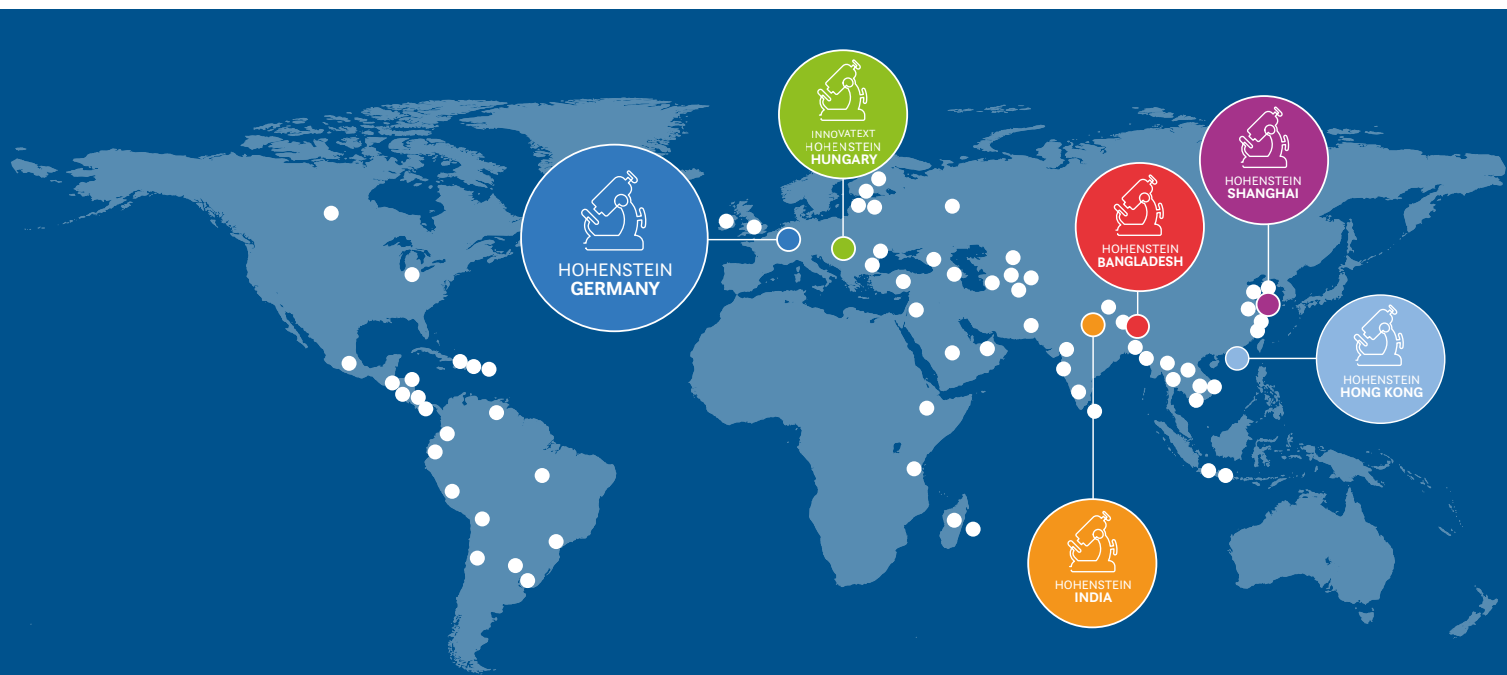 INNOVATEXT
HOHENSTEIN
HUNGARY
HOHENSTEIN
SHANGHAI
HOHENSTEIN
GERMANY
HOHENSTEIN
BANGLADESH
HOHENSTEIN
HONG KONG
HOHENSTEIN
INDIA